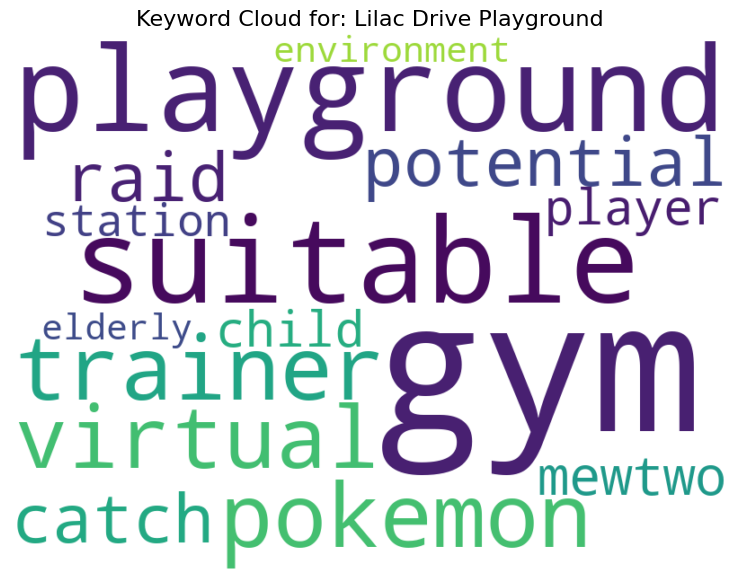 Keyword Cloud for: Lilac Drive Playground
environment
playground
raid potential
station player
suitable
elderly child
trainer gym
virtual
mewtwo
catch pokemon